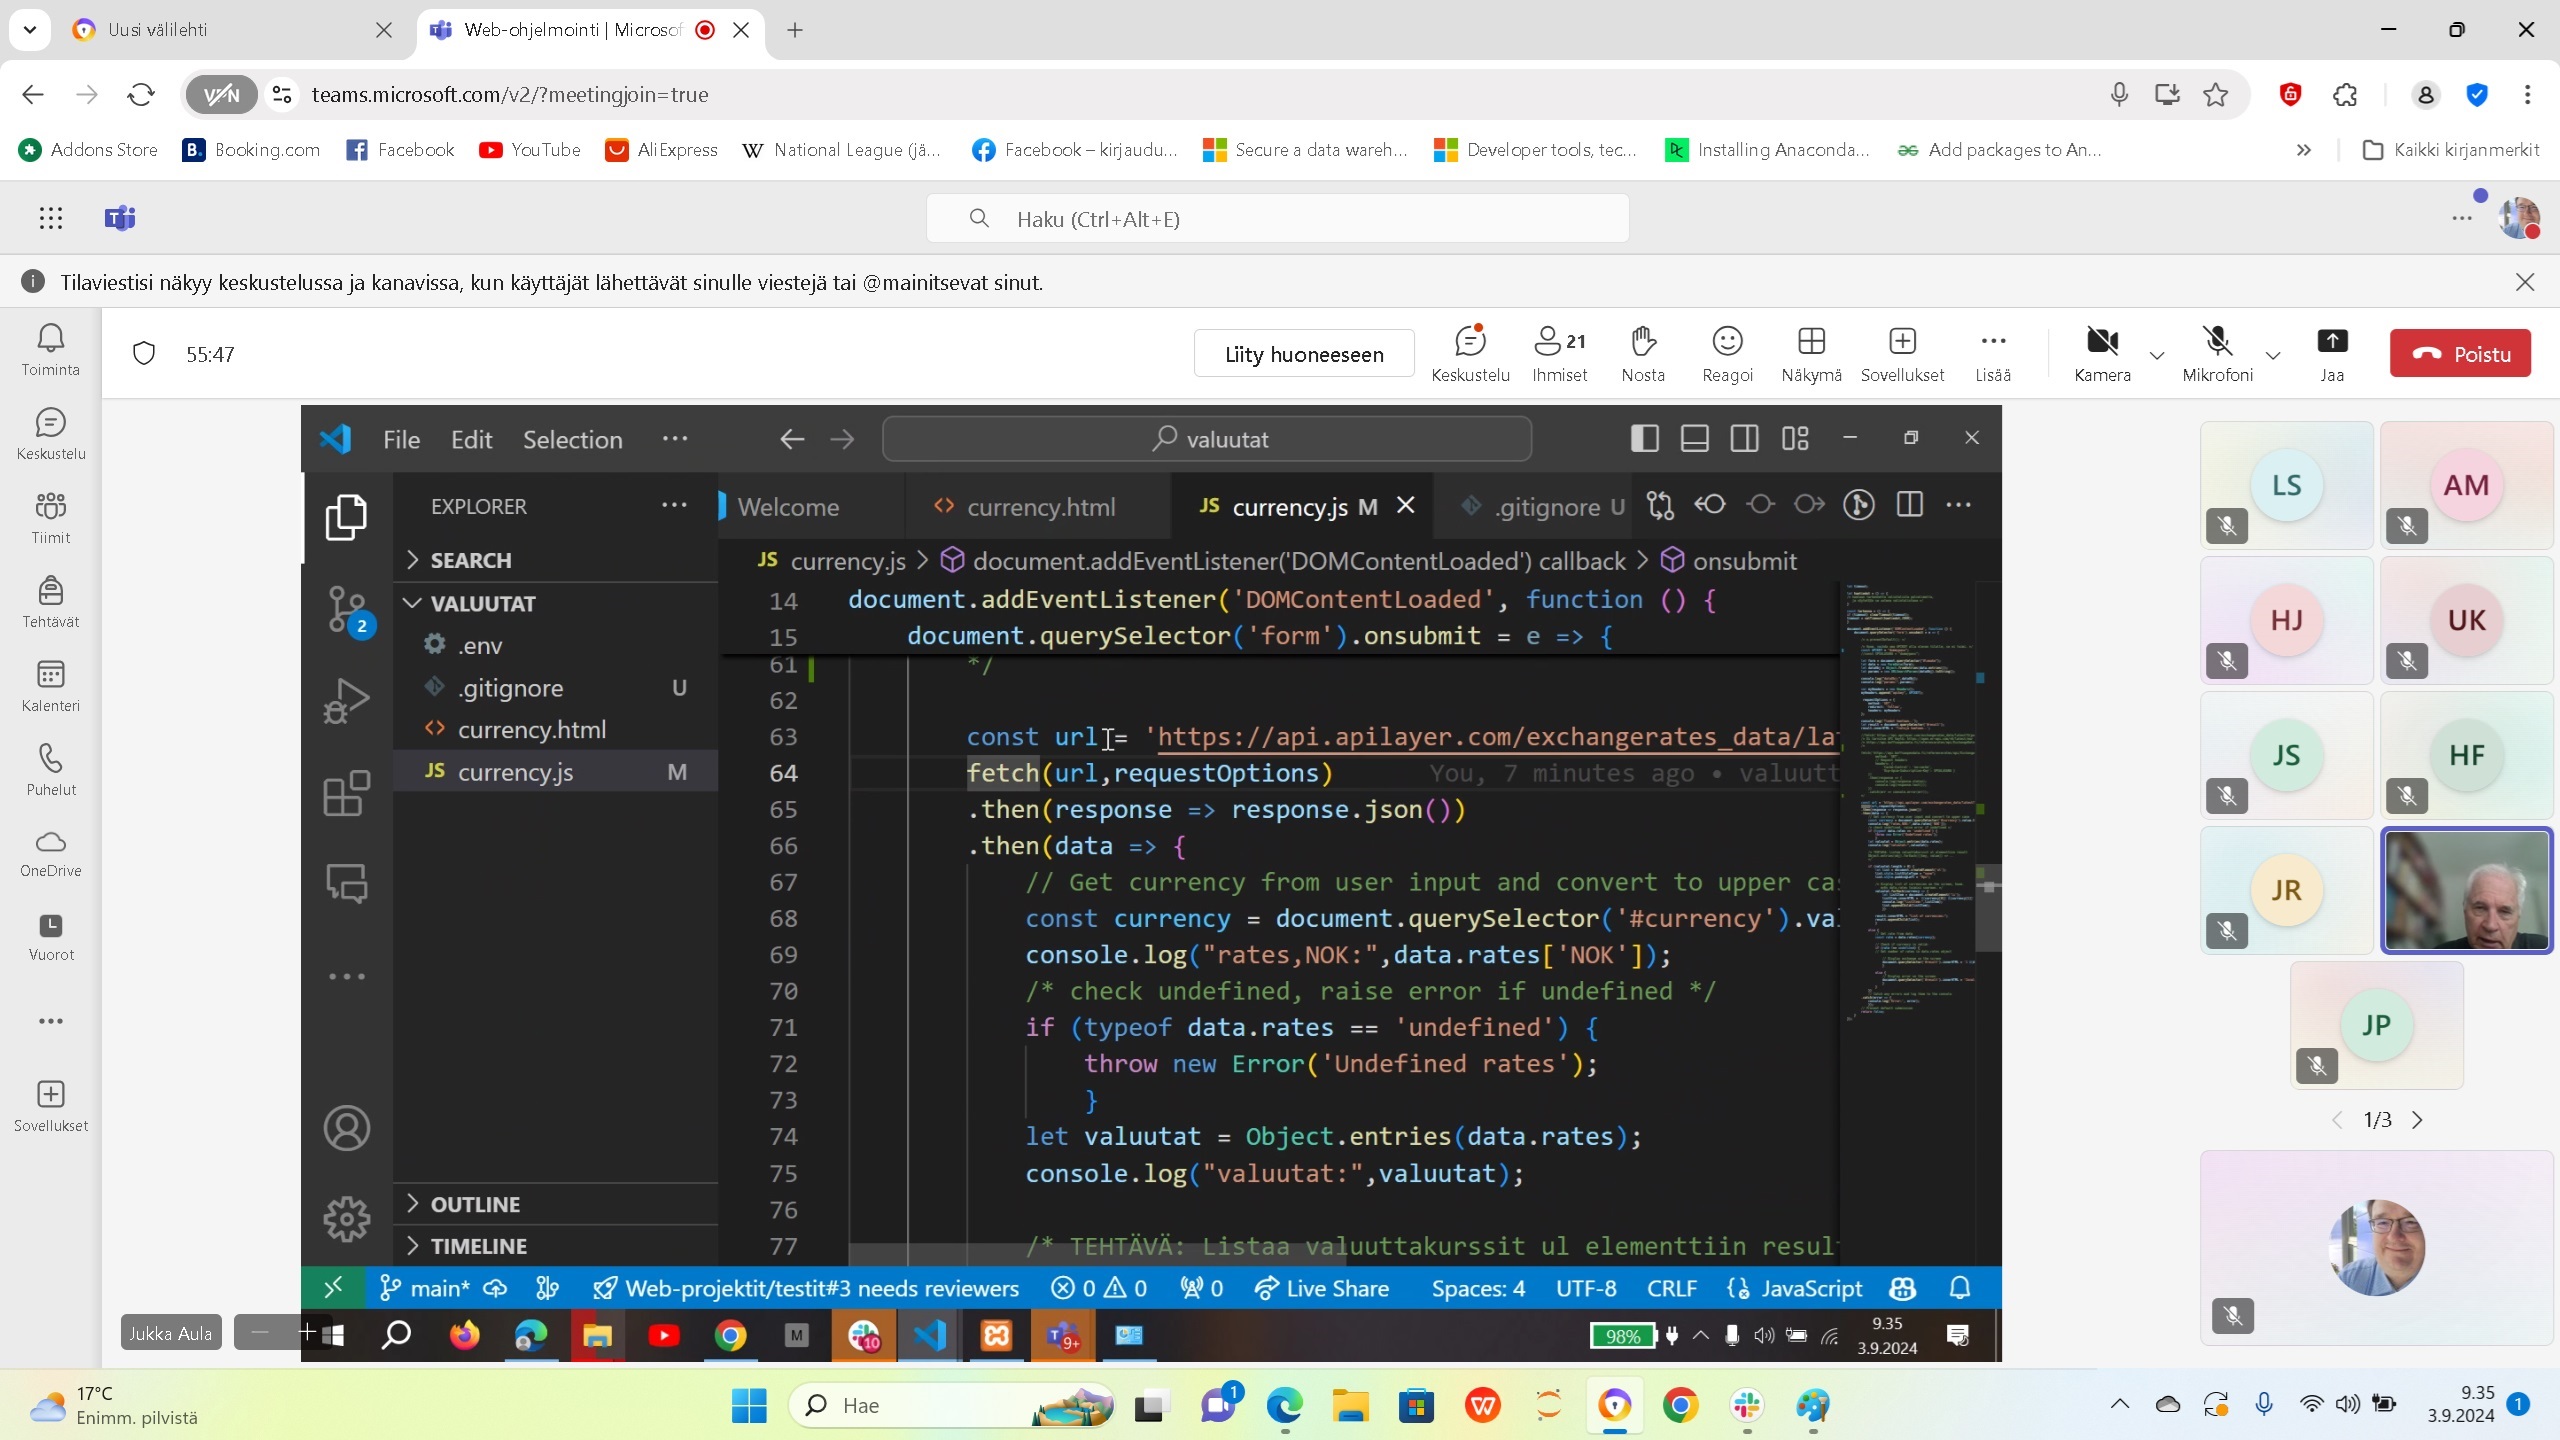 Uusi välilehti
Web-ohjelmointi | Microsof
teams.microsoft.com/v2/?meetingjoin=true
Addons Store
Booking.com
Facebook
YouTube
AliExpress
National League (jä...
Facebook – kirjaudu...
Secure a data wareh...
Developer tools, tec...
Installing Anaconda...
Add packages to An...
Kaikki kirjanmerkit
Haku (Ctrl+Alt+E)
Tilaviestisi näkyy keskustelussa ja kanavissa, kun käyttäjät lähettävät sinulle viestejä tai @mainitsevat sinut.
Toiminta
Keskustelu
Tiimit
Tehtävät
Kalenteri
Puhelut
OneDrive
Vuorot
Sovellukset
55:47
Liity huoneeseen
Keskustelu
21
Ihmiset
Nosta
Reagoi
Näkymä
Sovellukset
Lisää
Kamera
Mikrofoni
Jaa
Poistu
File Edit Selection ···
valuutat
EXPLORER
SEARCH
VALUUTAT
.env
.gitignore U
currency.html
JS currency.js M
OUTLINE
TIMELINE
2
Welcome
currency.html
JS currency.js M
.gitignore U
JS currency.js > document.addEventListener('DOMContentLoaded') callback > onsubmit
14 document.addEventListener('DOMContentLoaded', function () {
15 document.querySelector('form').onsubmit = e => {
61 */
62
63 const url = 'https://api.apilayer.com/exchangerates_data/la
64 fetch(url,requestOptions) You, 7 minutes ago • valuutt
65 .then(response => response.json())
66 .then(data => {
67 // Get currency from user input and convert to upper cas
68 const currency = document.querySelector('#currency').va
69 console.log("rates,NOK:",data.rates['NOK']);
70 /* check undefined, raise error if undefined */
71 if (typeof data.rates == 'undefined') {
72 throw new Error('Undefined rates');
73 }
74 let valuutat = Object.entries(data.rates);
75 console.log("valuutat:",valuutat);
76
77 /* TEHTÄVÄ: Listaa valuuttakurssit ul elementtiin resul
main*
Web-projektit/testit#3 needs reviewers
0 0
0
Live Share
Spaces: 4
UTF-8
CRLF
JavaScript
Jukka Aula
M
10
9+
98%
9.35
3.9.2024
LS
AM
HJ
UK
JS
HF
JR
JP
1/3
17°C
Enimm. pilvistä
Hae
1
9.35
3.9.2024
1